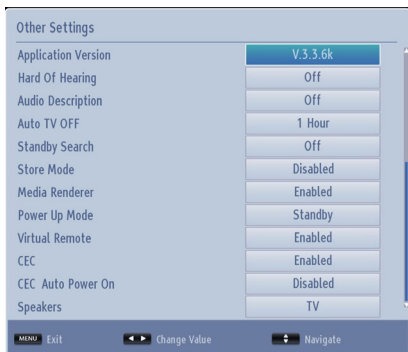 Other Settings
Application Version V.3.3.6k
Hard Of Hearing Off
Audio Description Off
Auto TV OFF 1 Hour
Standby Search Off
Store Mode Disabled
Media Renderer Enabled
Power Up Mode Standby
Virtual Remote Enabled
CEC Enabled
CEC Auto Power On Disabled
Speakers TV
MENU Exit Change Value Navigate